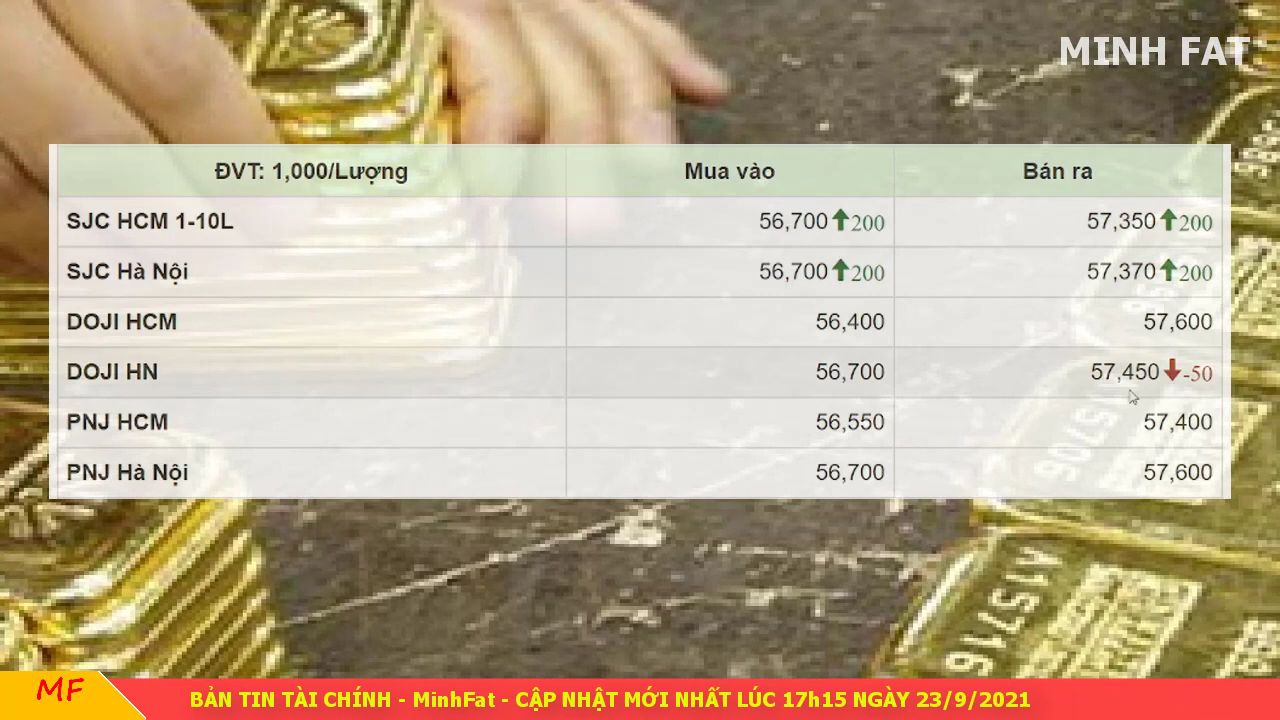 MINH FAT
ĐVT: 1,000/Lượng Mua vào Bán ra
SJC HCM 1-10L 56,700 200 57,350 200
SJC Hà Nội 56,700 200 57,370 200
DOJI HCM 56,400 57,600
DOJI HN 56,700 57,450 -50
PNJ HCM 56,550 57,400
PNJ Hà Nội 56,700 57,600
A15706
A15716
MF BẢN TIN TÀI CHÍNH - MinhFat - CẬP NHẬT MỚI NHẤT LÚC 17h15 NGÀY 23/9/2021